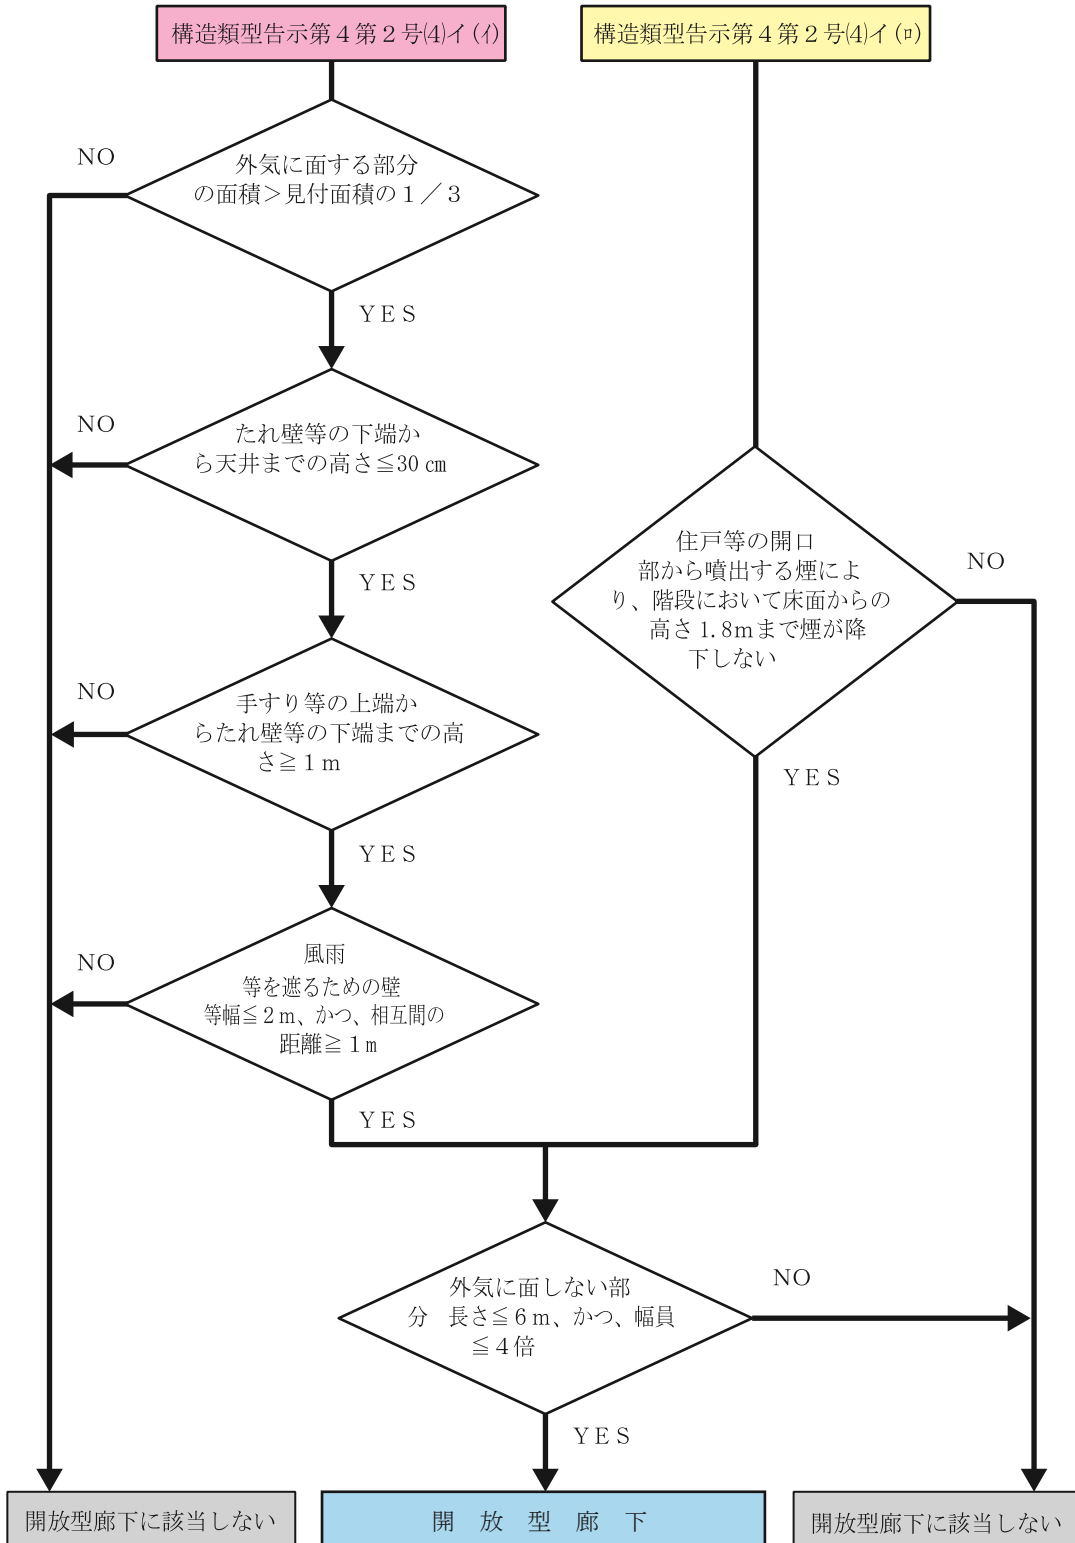 構造類型告示第４第２号⑷イ(ｲ)
構造類型告示第４第２号⑷イ(ﾛ)
NO
外気に面する部分
の面積＞見付面積の１／３
YES
NO
たれ壁等の下端か
ら天井までの高さ≦30㎝
YES
NO
手すり等の上端か
らたれ壁等の下端までの高
さ≧１ｍ
YES
NO
風雨
等を遮るための壁
等幅≦２ｍ、かつ、相互間の
距離≧１ｍ
YES
住戸等の開口
部から噴出する煙によ
り、階段において床面からの
高さ1.8ｍまで煙が降
下しない
NO
YES
外気に面しない部
分　長さ≦６ｍ、かつ、幅員
≦４倍
NO
YES
開放型廊下に該当しない
開　放　型　廊　下
開放型廊下に該当しない